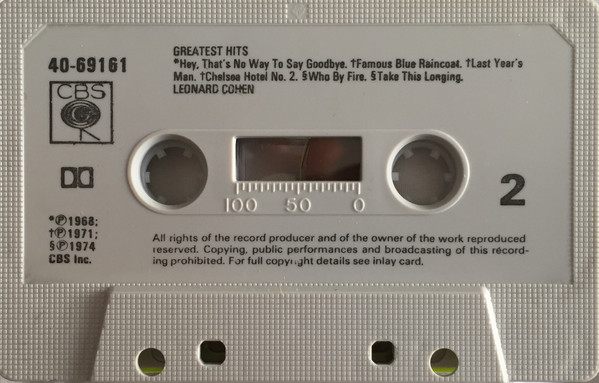 GREATEST HITS
40-69161
*Hey, That's No Way To Say Goodbye. †Famous Blue Raincoat. †Last Year's
Man. †Chelsea Hotel No. 2. §Who By Fire. §Take This Longing.
LEONARD COHEN
CBS
100 50 0
2
*Ⓟ1968;
†Ⓟ1971;
§Ⓟ1974
CBS Inc.
All rights of the record producer and of the owner of the work reproduced
reserved. Copying, public performances and broadcasting of this record-
ing prohibited. For full copyright details see inlay card.